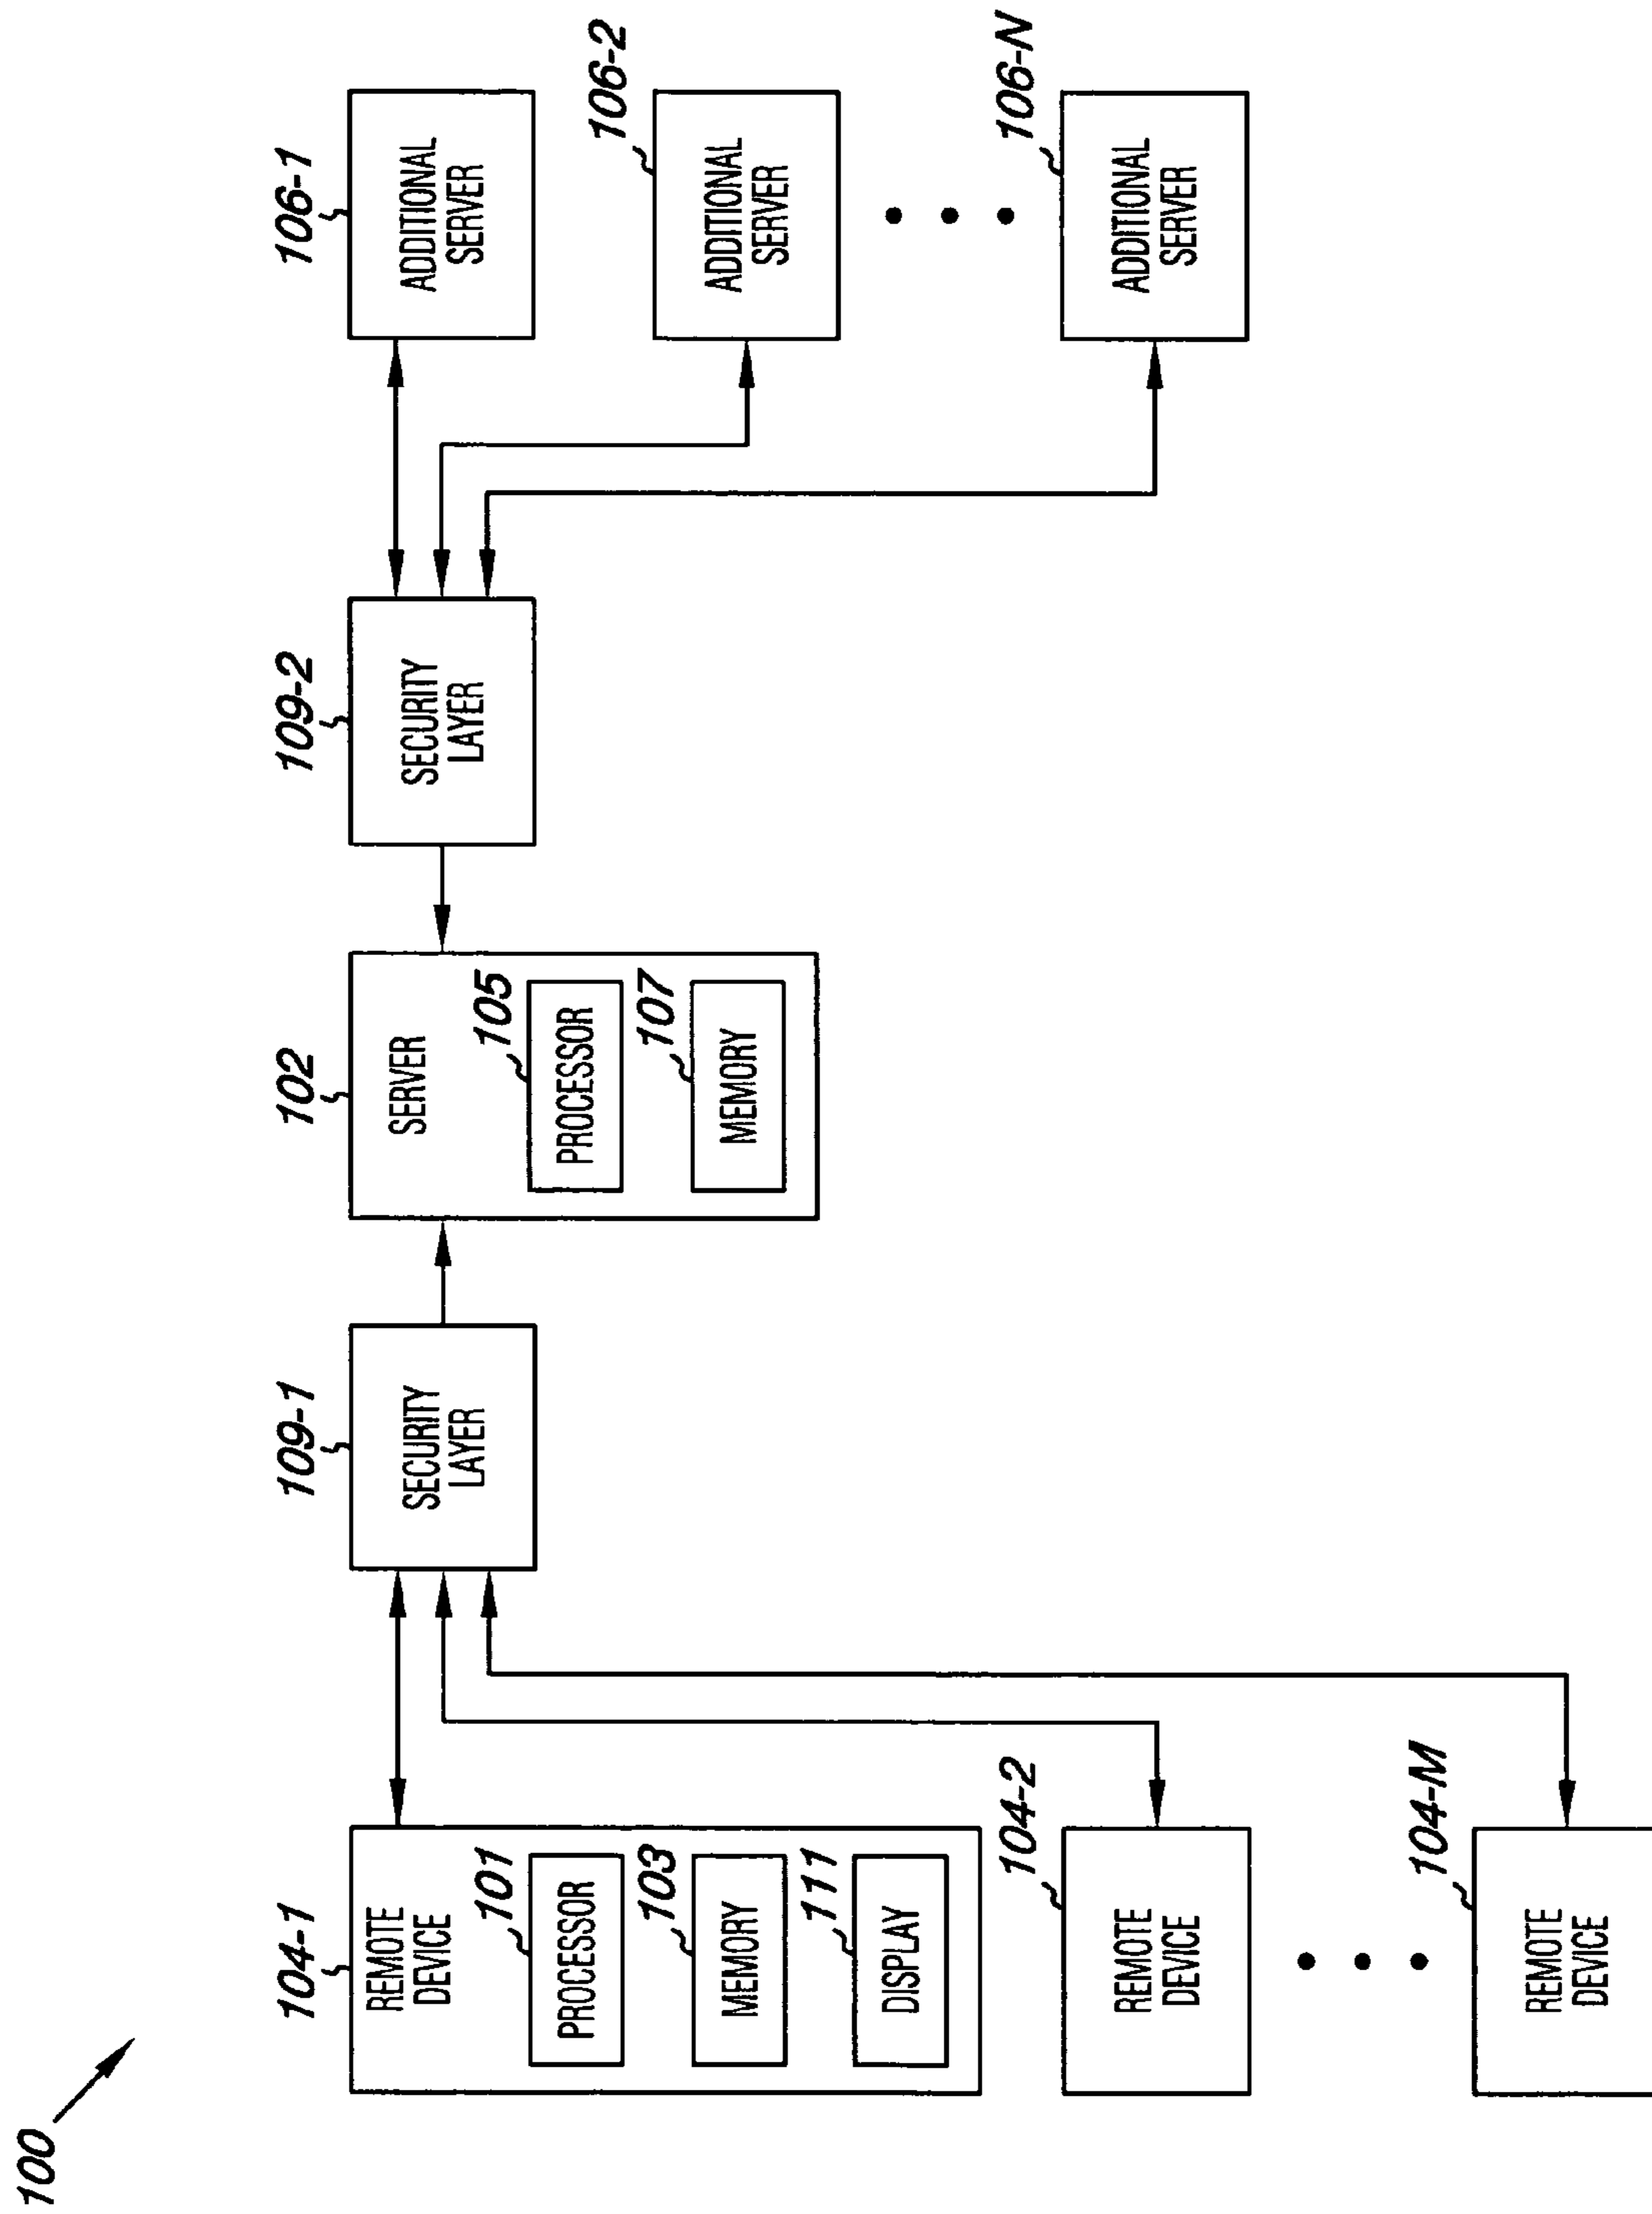 100
104-1
REMOTE
DEVICE
101
PROCESSOR
103
MEMORY
111
DISPLAY
104-2
REMOTE
DEVICE
104-M
REMOTE
DEVICE
109-1
SECURITY
LAYER
102
SERVER
105
PROCESSOR
107
MEMORY
109-2
SECURITY
LAYER
106-1
ADDITIONAL
SERVER
106-2
ADDITIONAL
SERVER
106-N
ADDITIONAL
SERVER